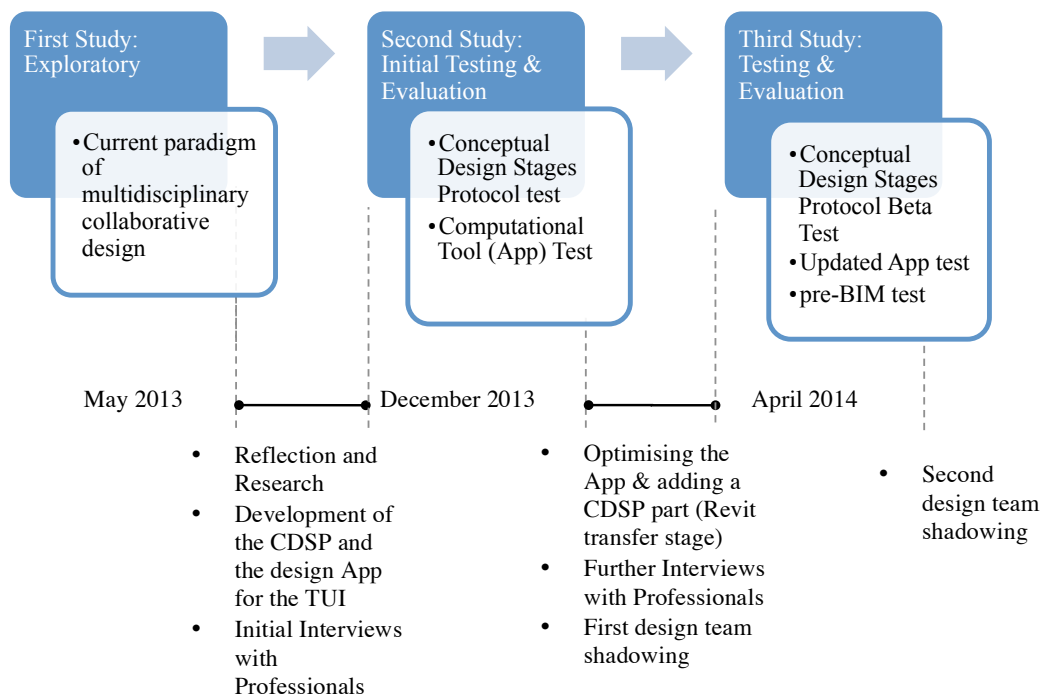 First Study:
Exploratory
• Current paradigm
of
multidisciplinary
collaborative
design
Second Study:
Initial Testing &
Evaluation
• Conceptual
Design Stages
Protocol test
• Computational
Tool (App) Test
Third Study:
Testing &
Evaluation
• Conceptual
Design Stages
Protocol Beta
Test
• Updated App test
• pre-BIM test
May 2013
December 2013
April 2014
• Reflection and
Research
• Development of
the CDSP and
the design App
for the TUI
• Initial Interviews
with
Professionals
• Optimising the
App & adding a
CDSP part (Revit
transfer stage)
• Further Interviews
with Professionals
• First design team
shadowing
• Second
design team
shadowing